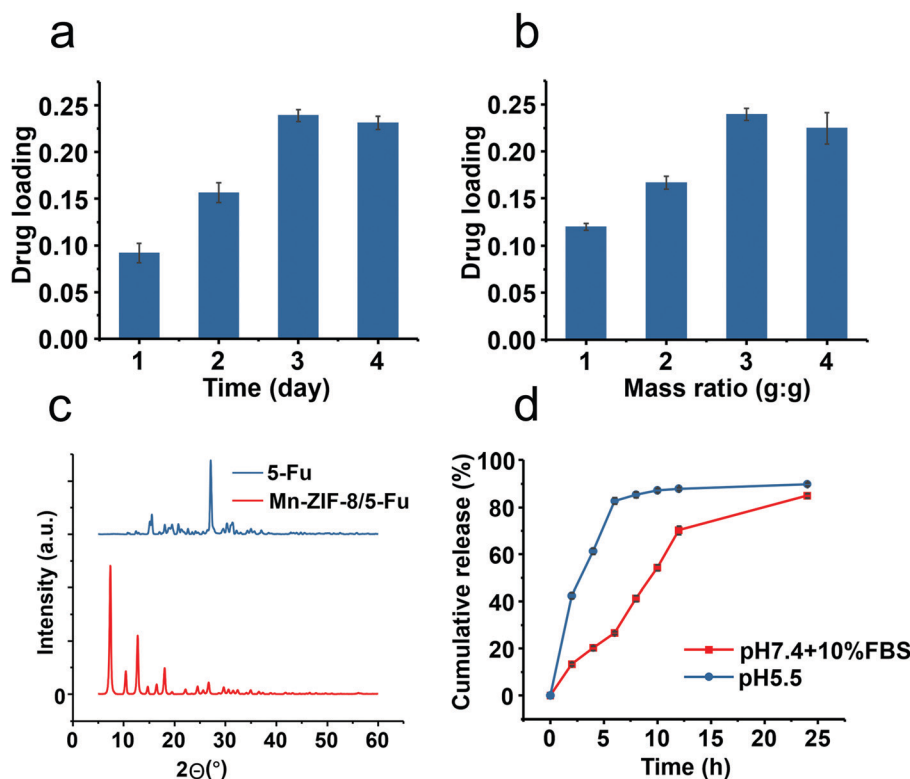 a
Drug loading
0.25
0.20
0.15
0.10
0.05
0.00
1 2 3 4
Time (day)
b
Drug loading
0.25
0.20
0.15
0.10
0.05
0.00
1 2 3 4
Mass ratio (g:g)
c
Intensity (a.u.)
5-Fu
Mn-ZIF-8/5-Fu
0
0 10 20 30 40 50 60
2Θ(°)
d
Cumulative release (%)
100
80
60
40
20
0
pH7.4+10%FBS
pH5.5
0 5 10 15 20 25
Time (h)